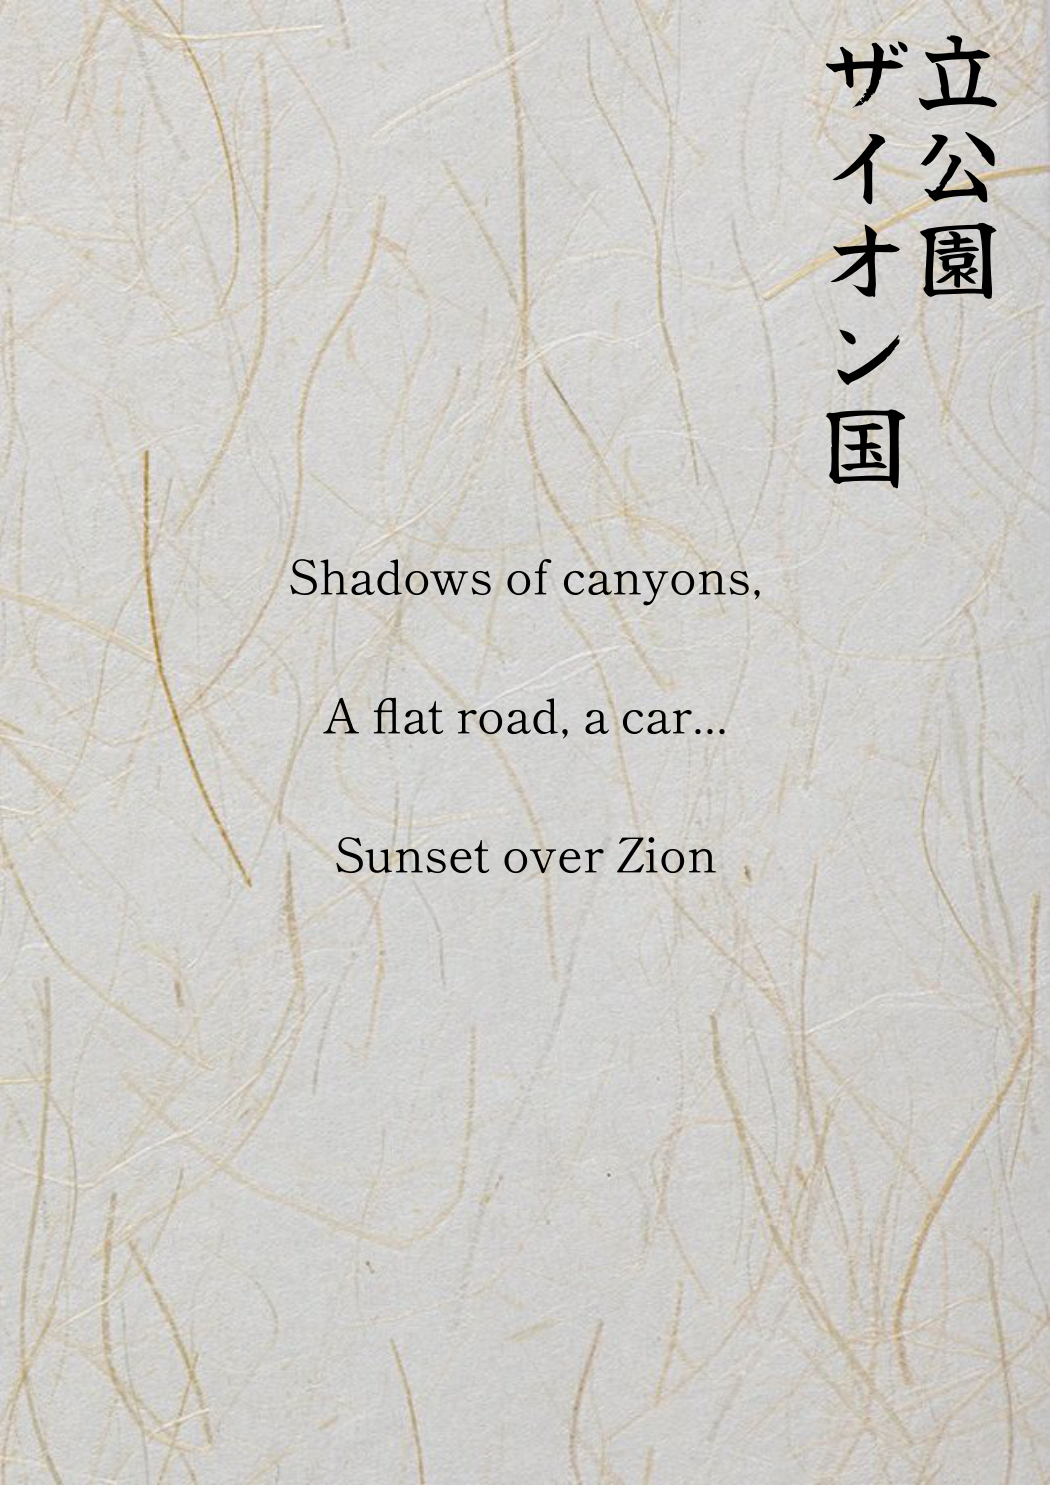 立公園
ザイオン国
Shadows of canyons,
A flat road, a car...
Sunset over Zion